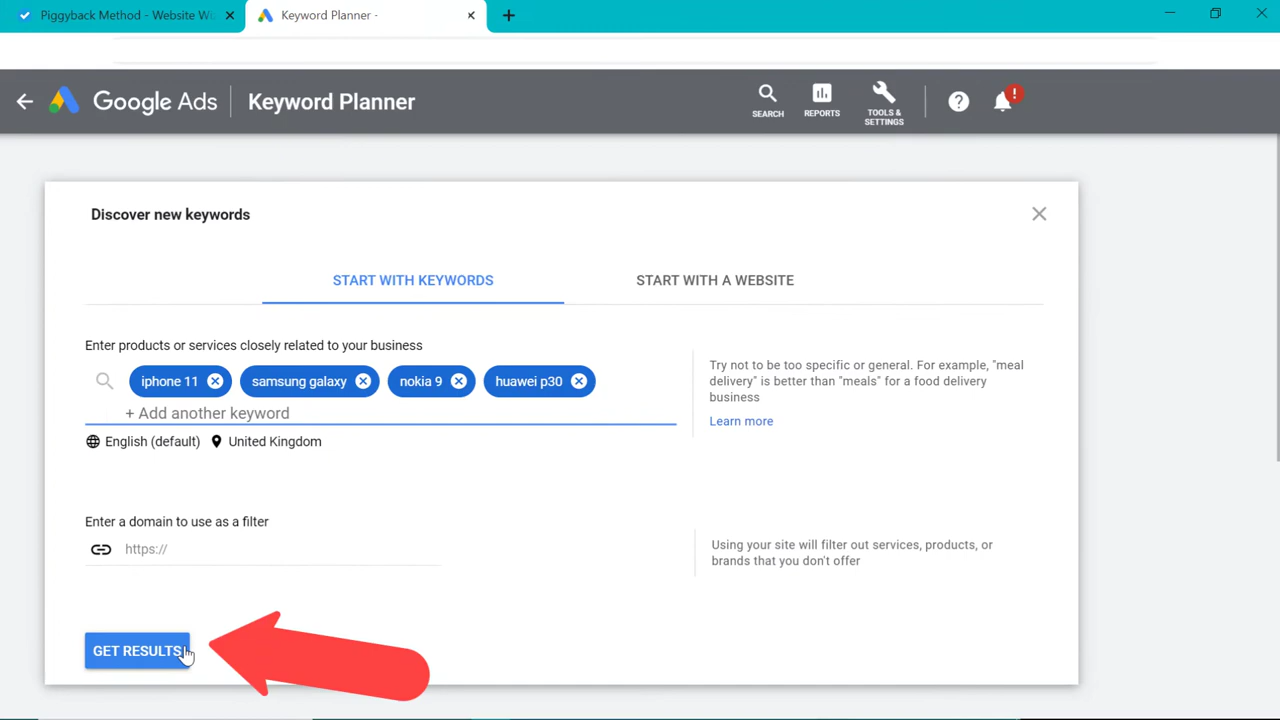 Piggyback Method - Website Wi
Keyword Planner -
Google Ads
Keyword Planner
SEARCH
REPORTS
TOOLS &
SETTINGS
?
!
Discover new keywords
START WITH KEYWORDS
START WITH A WEBSITE
Enter products or services closely related to your business
iphone 11
samsung galaxy
nokia 9
huawei p30
+ Add another keyword
English (default)
United Kingdom
Try not to be too specific or general. For example, "meal
delivery" is better than "meals" for a food delivery
business
Learn more
Enter a domain to use as a filter
https://
Using your site will filter out services, products, or
brands that you don't offer
GET RESULTS